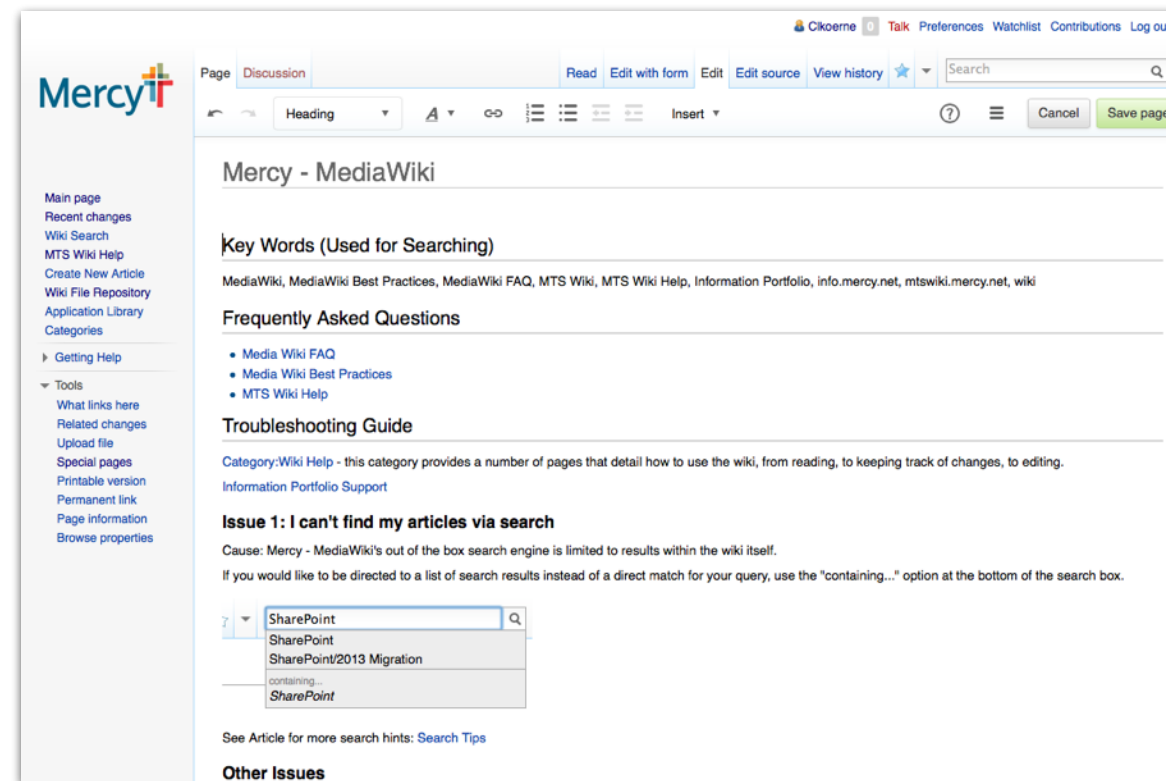 Clkoerne 0 Talk Preferences Watchlist Contributions Log ou
Mercy
Page Discussion Read Edit with form Edit Edit source View history Search
Heading A Insert ? Cancel Save page
Mercy - MediaWiki
Main page
Recent changes
Wiki Search
MTS Wiki Help
Create New Article
Wiki File Repository
Application Library
Categories
Getting Help
Tools
What links here
Related changes
Upload file
Special pages
Printable version
Permanent link
Page information
Browse properties
Key Words (Used for Searching)
MediaWiki, MediaWiki Best Practices, MediaWiki FAQ, MTS Wiki, MTS Wiki Help, Information Portfolio, info.mercy.net, mtswiki.mercy.net, wiki
Frequently Asked Questions
• Media Wiki FAQ
• Media Wiki Best Practices
• MTS Wiki Help
Troubleshooting Guide
Category:Wiki Help - this category provides a number of pages that detail how to use the wiki, from reading, to keeping track of changes, to editing.
Information Portfolio Support
Issue 1: I can't find my articles via search
Cause: Mercy - MediaWiki's out of the box search engine is limited to results within the wiki itself.
If you would like to be directed to a list of search results instead of a direct match for your query, use the "containing..." option at the bottom of the search box.
SharePoint
SharePoint
SharePoint/2013 Migration
containing...
SharePoint
See Article for more search hints: Search Tips
Other Issues